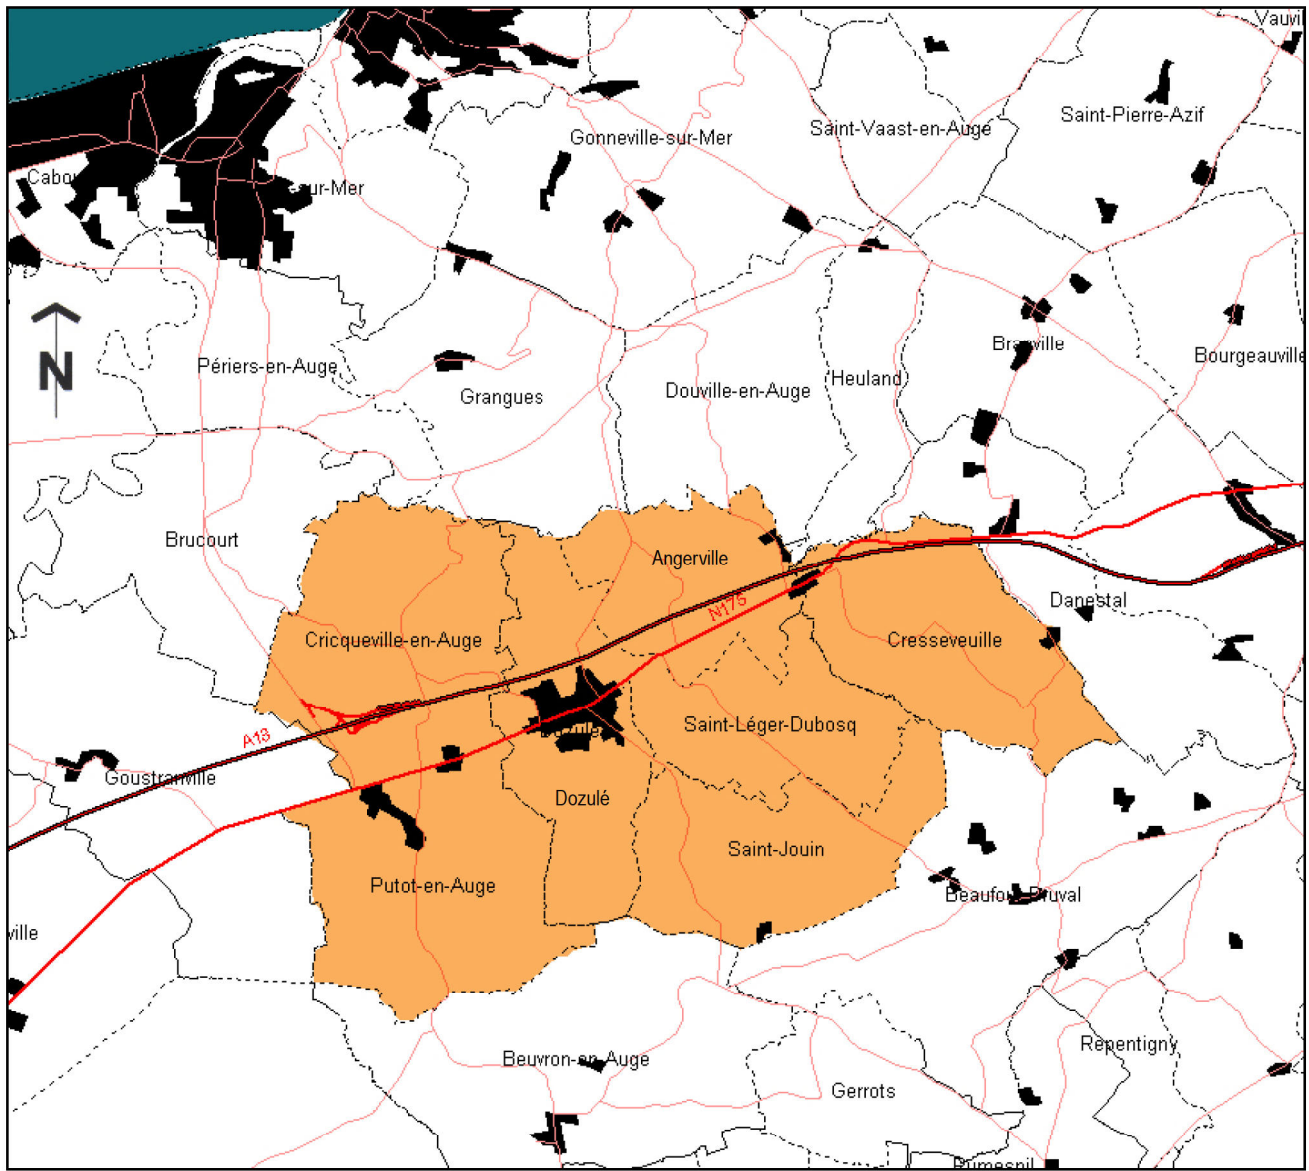 Saint-Pierre-Azif
Saint-Vaast-en-Auge
Gonneville-sur-Mer
-sur-Mer
N
Périers-en-Auge
Grangues
Douville-en-Auge
Heuland
Bourgeauville
Brucourt
Angerville
Danestal
N175
Cricqueville-en-Auge
Cresseveuille
A13
Saint-Léger-Dubosq
Goustranville
Dozulé
Saint-Jouin
Putot-en-Auge
ville
Beuvron-en-Auge
Repentigny
Gerrots